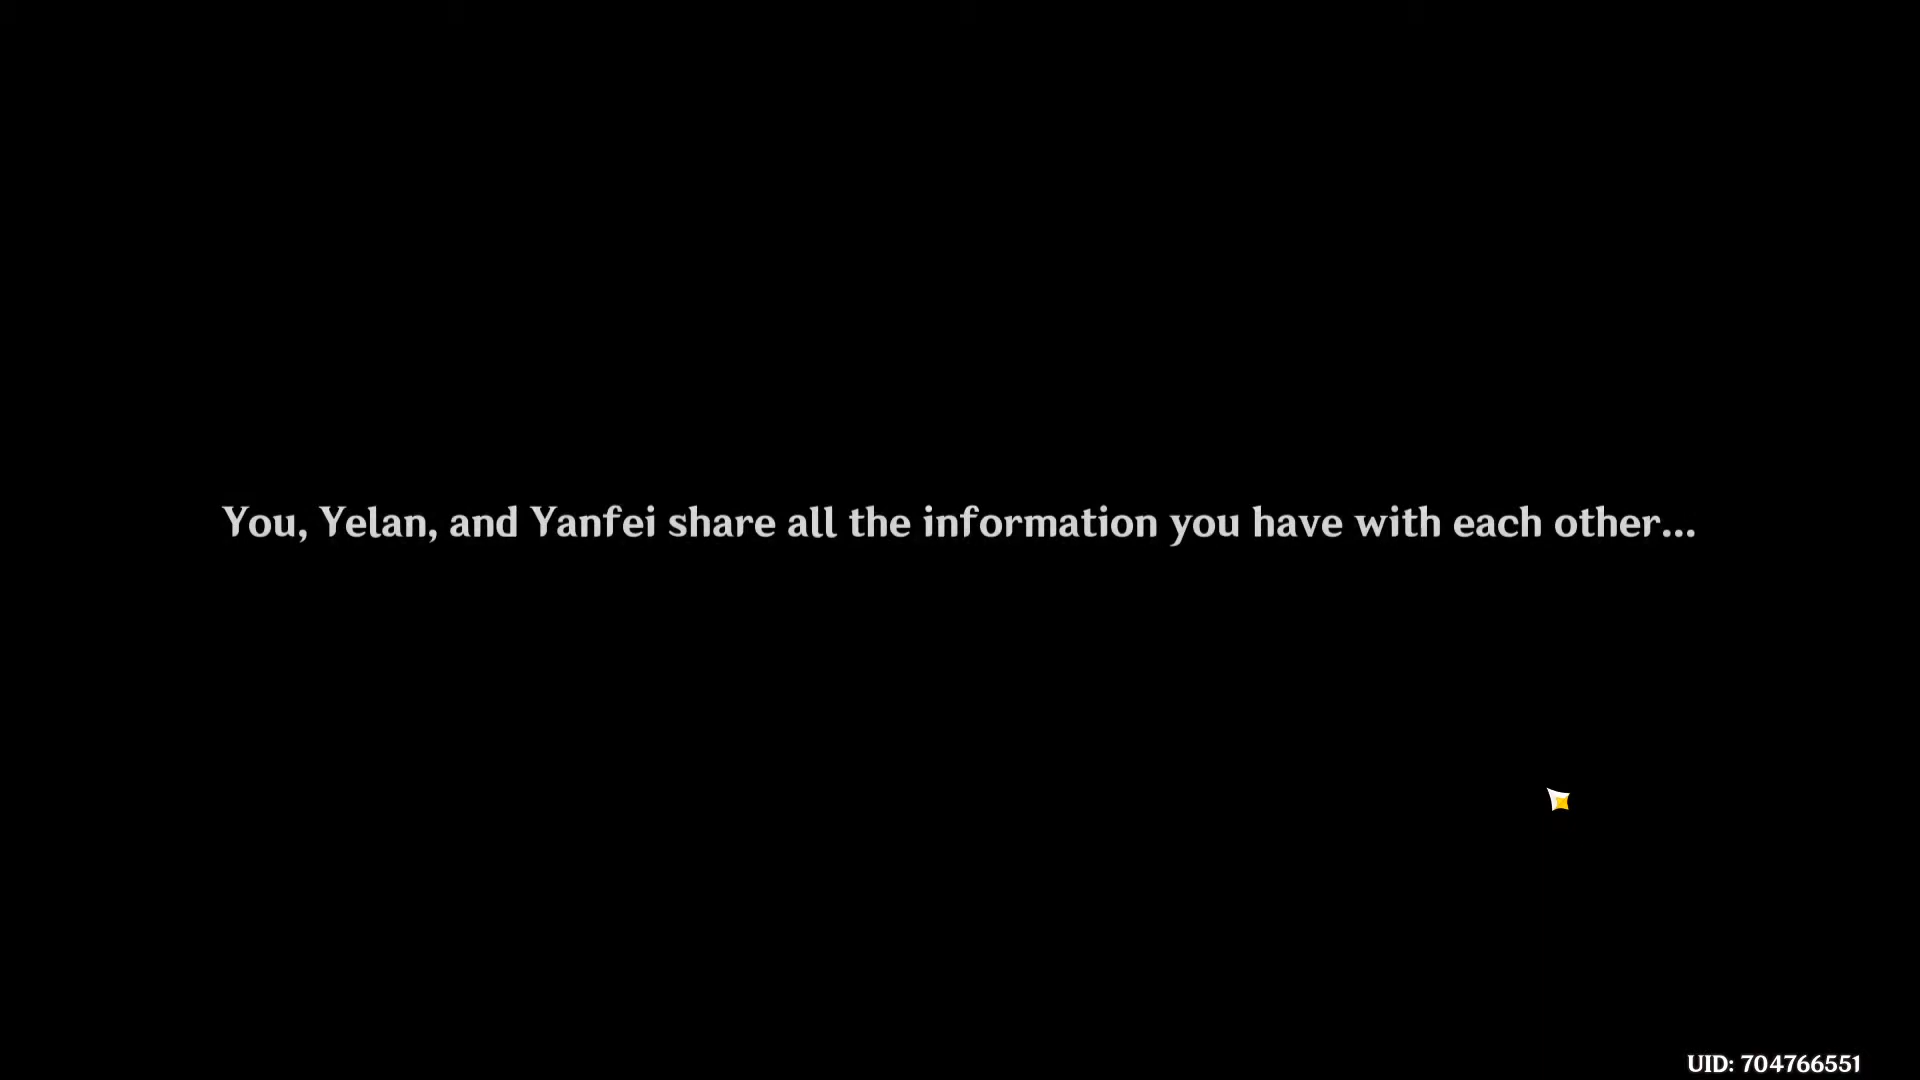 You, Yelan, and Yanfei share all the information you have with each other...
UID: 704766551